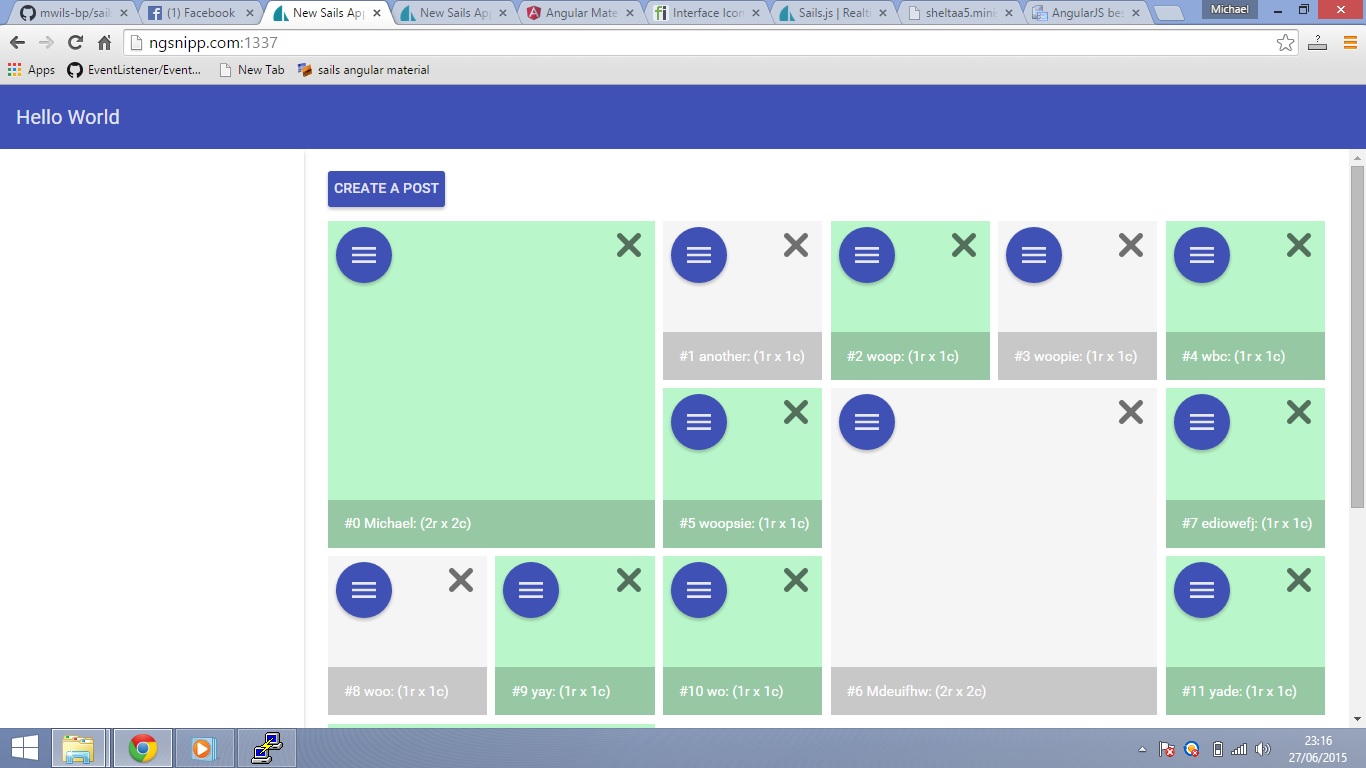 mwils-bp/sail
(1) Facebook
New Sails App
New Sails App
Angular Mate
Interface Icon
Sails.js | Realti
sheltaa5.mini
AngularJS bes
Michael
ngsnipp.com:1337
Apps
EventListener/Event...
New Tab
sails angular material
Hello World
CREATE A POST
#1 another: (1r x 1c)
#2 woop: (1r x 1c)
#3 woopie: (1r x 1c)
#4 wbc: (1r x 1c)
#0 Michael: (2r x 2c)
#5 woopsie: (1r x 1c)
#7 ediowefj: (1r x 1c)
#8 woo: (1r x 1c)
#9 yay: (1r x 1c)
#10 wo: (1r x 1c)
#6 Mdeuifhw: (2r x 2c)
#11 yade: (1r x 1c)
23:16
27/06/2015